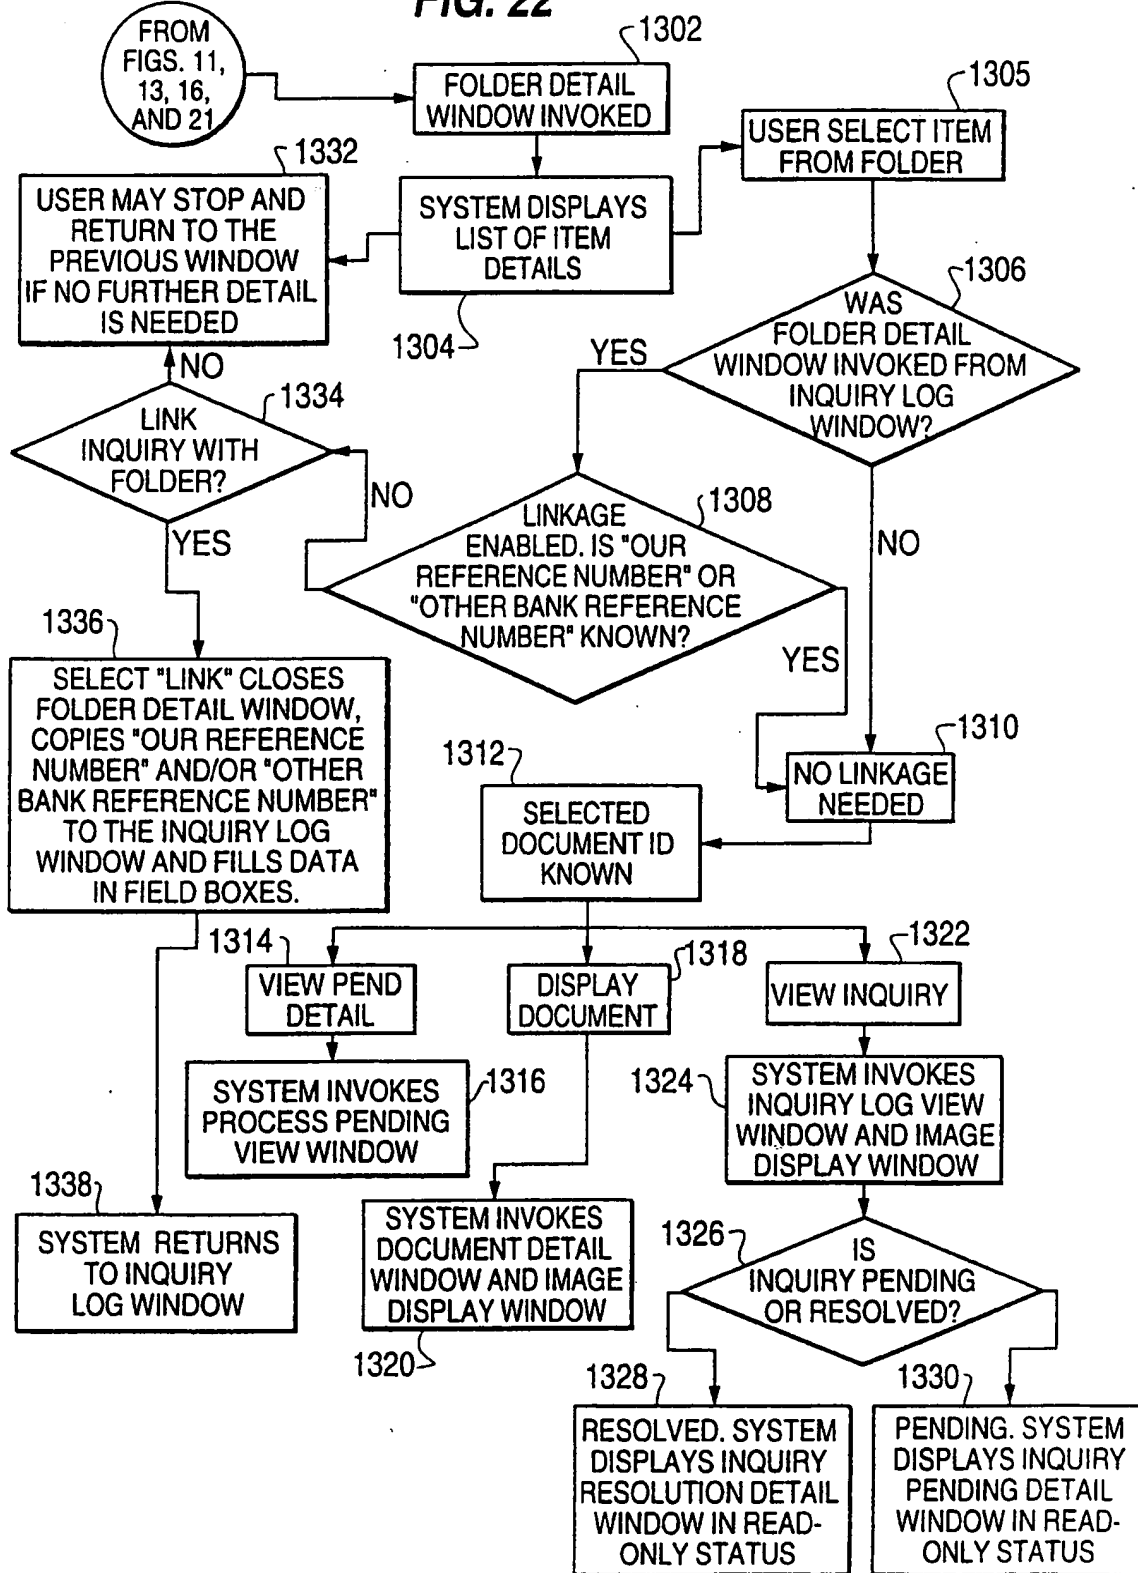 FIG. 22
FROM
FIGS. 11,
13, 16,
AND 21
1302
FOLDER DETAIL
WINDOW INVOKED
1305
USER SELECT ITEM
FROM FOLDER
1332
USER MAY STOP AND
RETURN TO THE
PREVIOUS WINDOW
IF NO FURTHER DETAIL
IS NEEDED
SYSTEM DISPLAYS
LIST OF ITEM
DETAILS
1304
1306
WAS
FOLDER DETAIL
WINDOW INVOKED FROM
INQUIRY LOG
WINDOW?
YES
NO
NO
1334
LINK
INQUIRY WITH
FOLDER?
NO
YES
1308
LINKAGE
ENABLED. IS "OUR
REFERENCE NUMBER" OR
"OTHER BANK REFERENCE
NUMBER" KNOWN?
YES
1336
SELECT "LINK" CLOSES
FOLDER DETAIL WINDOW,
COPIES "OUR REFERENCE
NUMBER" AND/OR "OTHER
BANK REFERENCE NUMBER"
TO THE INQUIRY LOG
WINDOW AND FILLS DATA
IN FIELD BOXES.
1310
NO LINKAGE
NEEDED
1312
SELECTED
DOCUMENT ID
KNOWN
1314
VIEW PEND
DETAIL
1318
DISPLAY
DOCUMENT
1322
VIEW INQUIRY
1316
SYSTEM INVOKES
PROCESS PENDING
VIEW WINDOW
1324
SYSTEM INVOKES
INQUIRY LOG VIEW
WINDOW AND IMAGE
DISPLAY WINDOW
1338
SYSTEM RETURNS
TO INQUIRY
LOG WINDOW
SYSTEM INVOKES
DOCUMENT DETAIL
WINDOW AND IMAGE
DISPLAY WINDOW
1320
1326
IS
INQUIRY PENDING
OR RESOLVED?
1328
RESOLVED. SYSTEM
DISPLAYS INQUIRY
RESOLUTION DETAIL
WINDOW IN READ-
ONLY STATUS
1330
PENDING. SYSTEM
DISPLAYS INQUIRY
PENDING DETAIL
WINDOW IN READ-
ONLY STATUS